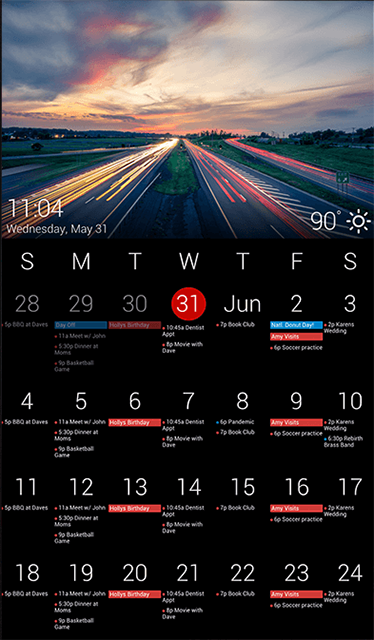 11:04
Wednesday, May 31
90°
S M T W T F S
28 29 30 31 Jun 2 3
5p BBQ at Daves
Day Off
11a Meet w/ John
5:30p Dinner at
Moms
9p Basketball
Game
Hollys Birthday
10:45a Dentist
Appt
8p Movie with
Dave
7p Book Club
Natl. Donut Day!
Amy Visits
6p Soccer practice
2p Karens
Wedding
4 5 6 7 8 9 10
5p BBQ at Daves
11a Meet w/ John
5:30p Dinner at
Moms
9p Basketball
Game
Hollys Birthday
10:45a Dentist
Appt
8p Movie with
Dave
6p Pandemic
7p Book Club
Amy Visits
6p Soccer practice
2p Karens
Wedding
6:30p Rebirth
Brass Band
11 12 13 14 15 16 17
5p BBQ at Daves
11a Meet w/ John
5:30p Dinner at
Moms
9p Basketball
Game
Hollys Birthday
10:45a Dentist
Appt
8p Movie with
Dave
7p Book Club
Amy Visits
6p Soccer practice
2p Karens
Wedding
18 19 20 21 22 23 24
5p BBQ at Daves
11a Meet w/ John
5:30p Dinner at
Moms
9p Basketball
Game
Hollys Birthday
10:45a Dentist
Appt
8p Movie with
Dave
7p Book Club
Amy Visits
6p Soccer practice
2p Karens
Wedding